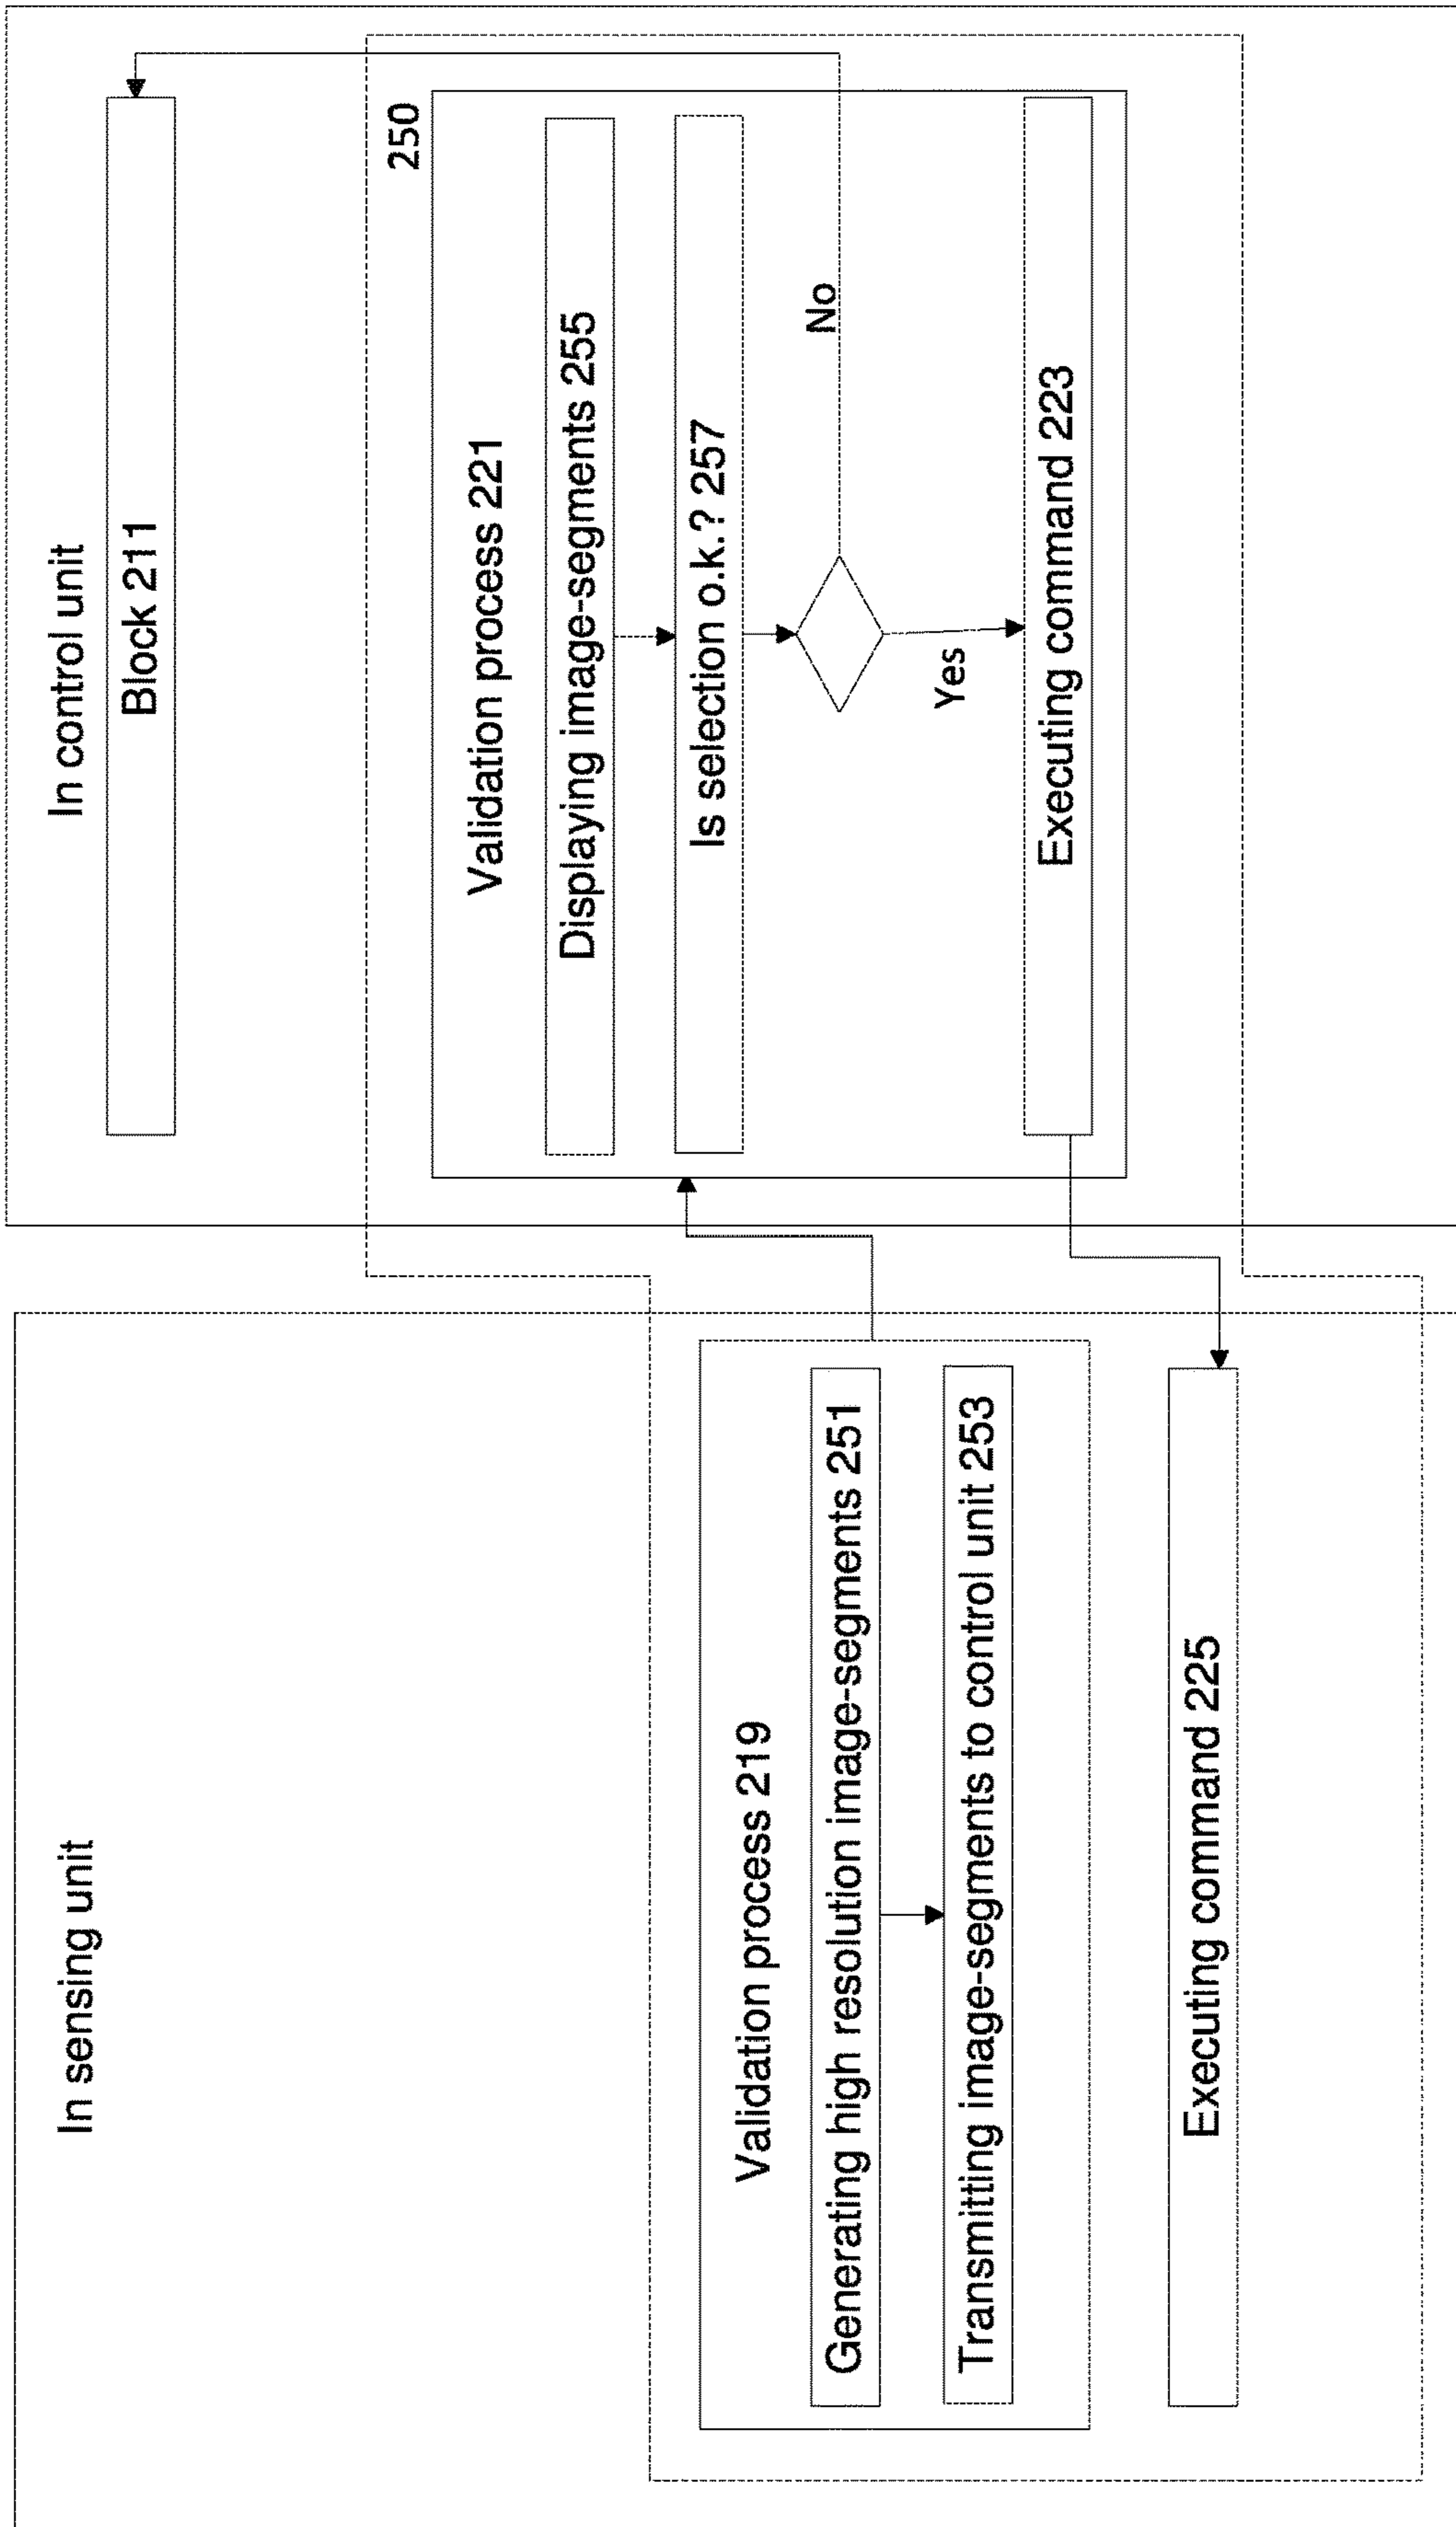 In sensing unit
Validation process 219
Generating high resolution image-segments 251
Transmitting image-segments to control unit 253
Executing command 225
In control unit
Block 211
250
Validation process 221
Displaying image-segments 255
Is selection o.k.? 257
No
Yes
Executing command 223